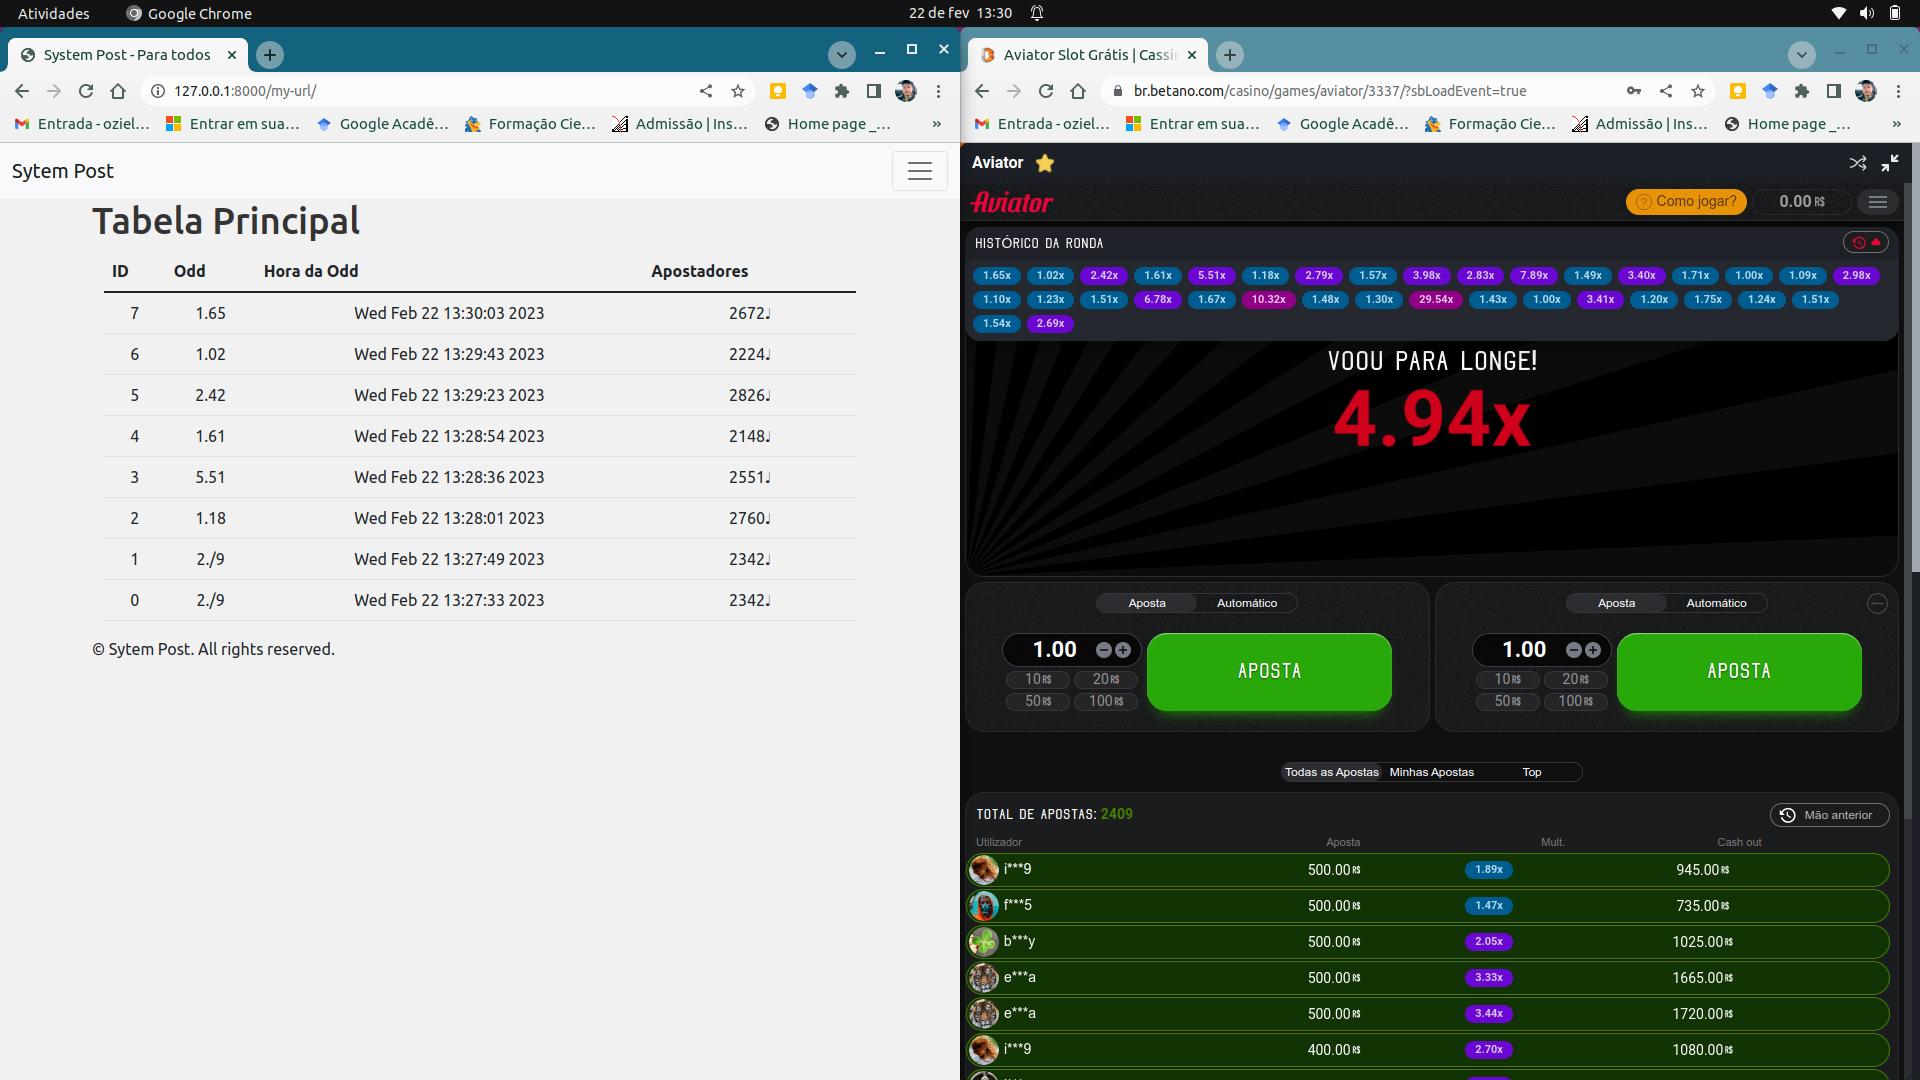 Atividades
Google Chrome
22 de fev 13:30
Sytem Post - Para todos
127.0.0.1:8000/my-url/
Entrada - oziel...
Entrar em sua...
Google Acadê...
Formação Cie...
Admissão | Ins...
Home page _...
»
Sytem Post
Tabela Principal
ID Odd Hora da Odd Apostadores
7 1.65 Wed Feb 22 13:30:03 2023 2672♩
6 1.02 Wed Feb 22 13:29:43 2023 2224♩
5 2.42 Wed Feb 22 13:29:23 2023 2826♩
4 1.61 Wed Feb 22 13:28:54 2023 2148♩
3 5.51 Wed Feb 22 13:28:36 2023 2551♩
2 1.18 Wed Feb 22 13:28:01 2023 2760♩
1 2./9 Wed Feb 22 13:27:49 2023 2342♩
0 2./9 Wed Feb 22 13:27:33 2023 2342♩
© Sytem Post. All rights reserved.
Aviator Slot Grátis | Cassi
br.betano.com/casino/games/aviator/3337/?sbLoadEvent=true
Entrada - oziel...
Entrar em sua...
Google Acadê...
Formação Cie...
Admissão | Ins...
Home page _...
»
Aviator
Aviator
Como jogar?
0.00 R$
HISTÓRICO DA RONDA
1.65x 1.02x 2.42x 1.61x 5.51x 1.18x 2.79x 1.57x 3.98x 2.83x 7.89x 1.49x 3.40x 1.71x 1.00x 1.09x 2.98x
1.10x 1.23x 1.51x 6.78x 1.67x 10.32x 1.48x 1.30x 29.54x 1.43x 1.00x 3.41x 1.20x 1.75x 1.24x 1.51x
1.54x 2.69x
VOOU PARA LONGE!
4.94x
Aposta Automático
1.00
10 R$ 20 R$
50 R$ 100 R$
APOSTA
Aposta Automático
1.00
10 R$ 20 R$
50 R$ 100 R$
APOSTA
Todas as Apostas Minhas Apostas Top
TOTAL DE APOSTAS: 2409
Mão anterior
Utilizador Aposta Mult. Cash out
i***9 500.00 R$ 1.89x 945.00 R$
f***5 500.00 R$ 1.47x 735.00 R$
b***y 500.00 R$ 2.05x 1025.00 R$
e***a 500.00 R$ 3.33x 1665.00 R$
e***a 500.00 R$ 3.44x 1720.00 R$
i***9 400.00 R$ 2.70x 1080.00 R$